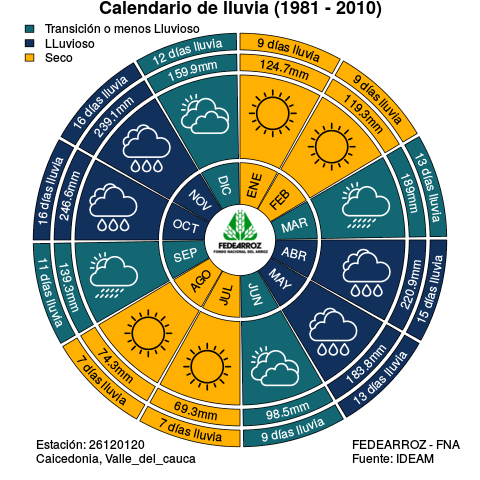 Calendario de lluvia (1981 - 2010)
Transición o menos Lluvioso
LLuvioso
Seco
9 días lluvia
124.7mm
ENE
9 días lluvia
119.3mm
FEB
13 días lluvia
189mm
MAR
15 días lluvia
220.9mm
ABR
13 días lluvia
183.8mm
MAY
9 días lluvia
98.5mm
JUN
7 días lluvia
69.3mm
JUL
7 días lluvia
74.3mm
AGO
11 días lluvia
139.3mm
SEP
16 días lluvia
246.6mm
OCT
16 días lluvia
239.1mm
NOV
12 días lluvia
159.9mm
DIC
FEDEARROZ
FONDO NACIONAL DEL ARROZ
Estación: 26120120
Caicedonia, Valle_del_cauca
FEDEARROZ - FNA
Fuente: IDEAM